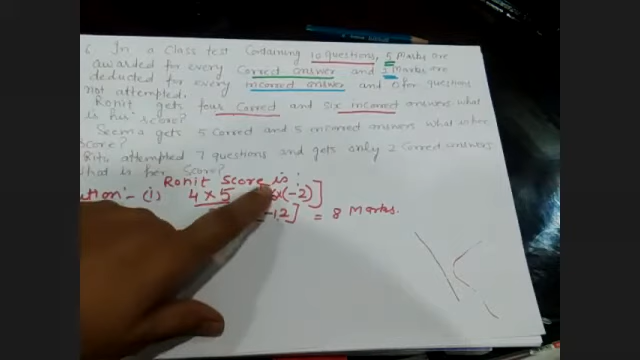 6 In a Class test Containing 10 questions, 5 Marks are
awarded for every Correct answer and 2 Marks are
deducted for every incorrect answer and 0 for questions
not attempted.
Ronit gets four Correct and six incorrect answers what
is his score?
Seema gets 5 Correct and 5 incorrect answers what is her
Score?
attempted 7 questions and gets only 2 Correct answers
what is her Score?
Ronit Score is :
(i) 4 × 5 (-2)]
-12] = 8 Marks.